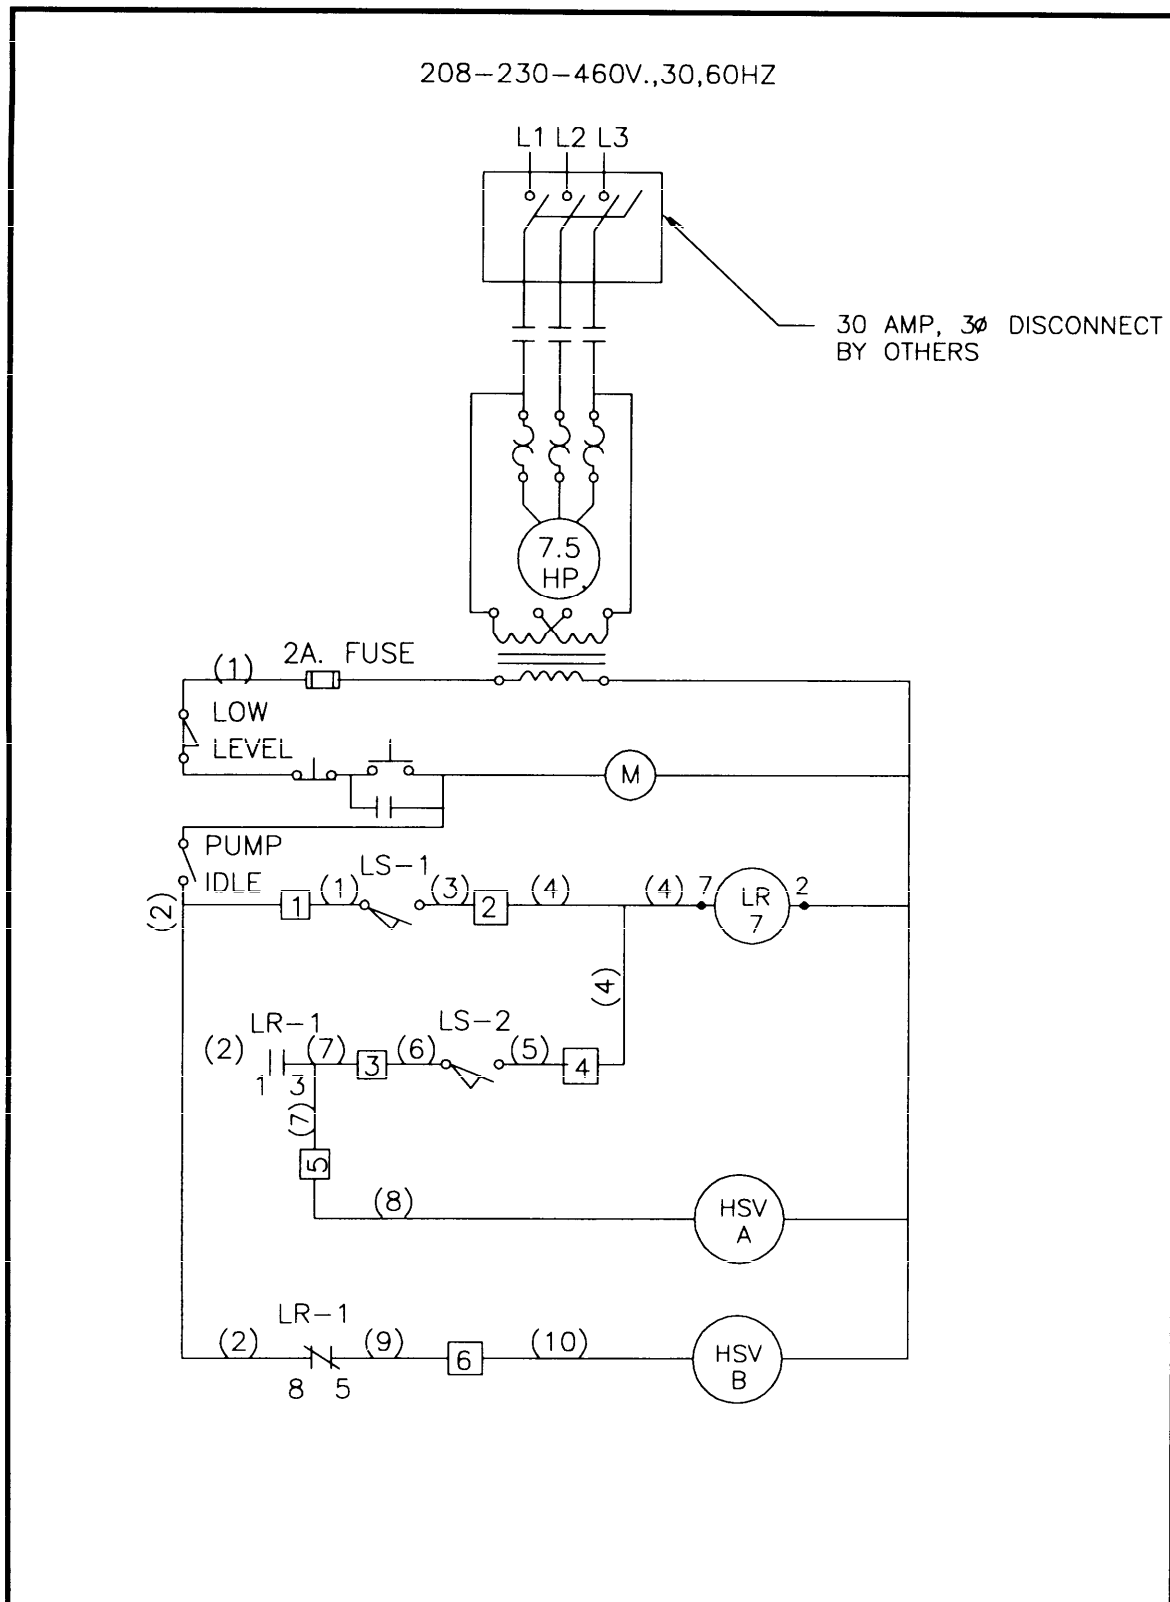 208-230-460V.,30,60HZ
L1 L2 L3
30 AMP, 3ø DISCONNECT
BY OTHERS
7.5
HP.
(1)
2A. FUSE
LOW
LEVEL
M
PUMP
IDLE
LS-1
(2)
1
(1)
(3)
2
(4)
(4)
7
LR
7
2
(4)
LR-1
LS-2
(2)
(7)
3
(6)
(5)
4
1 3
(7)
5
(8)
HSV
A
LR-1
(2)
(9)
6
(10)
HSV
B
8 5